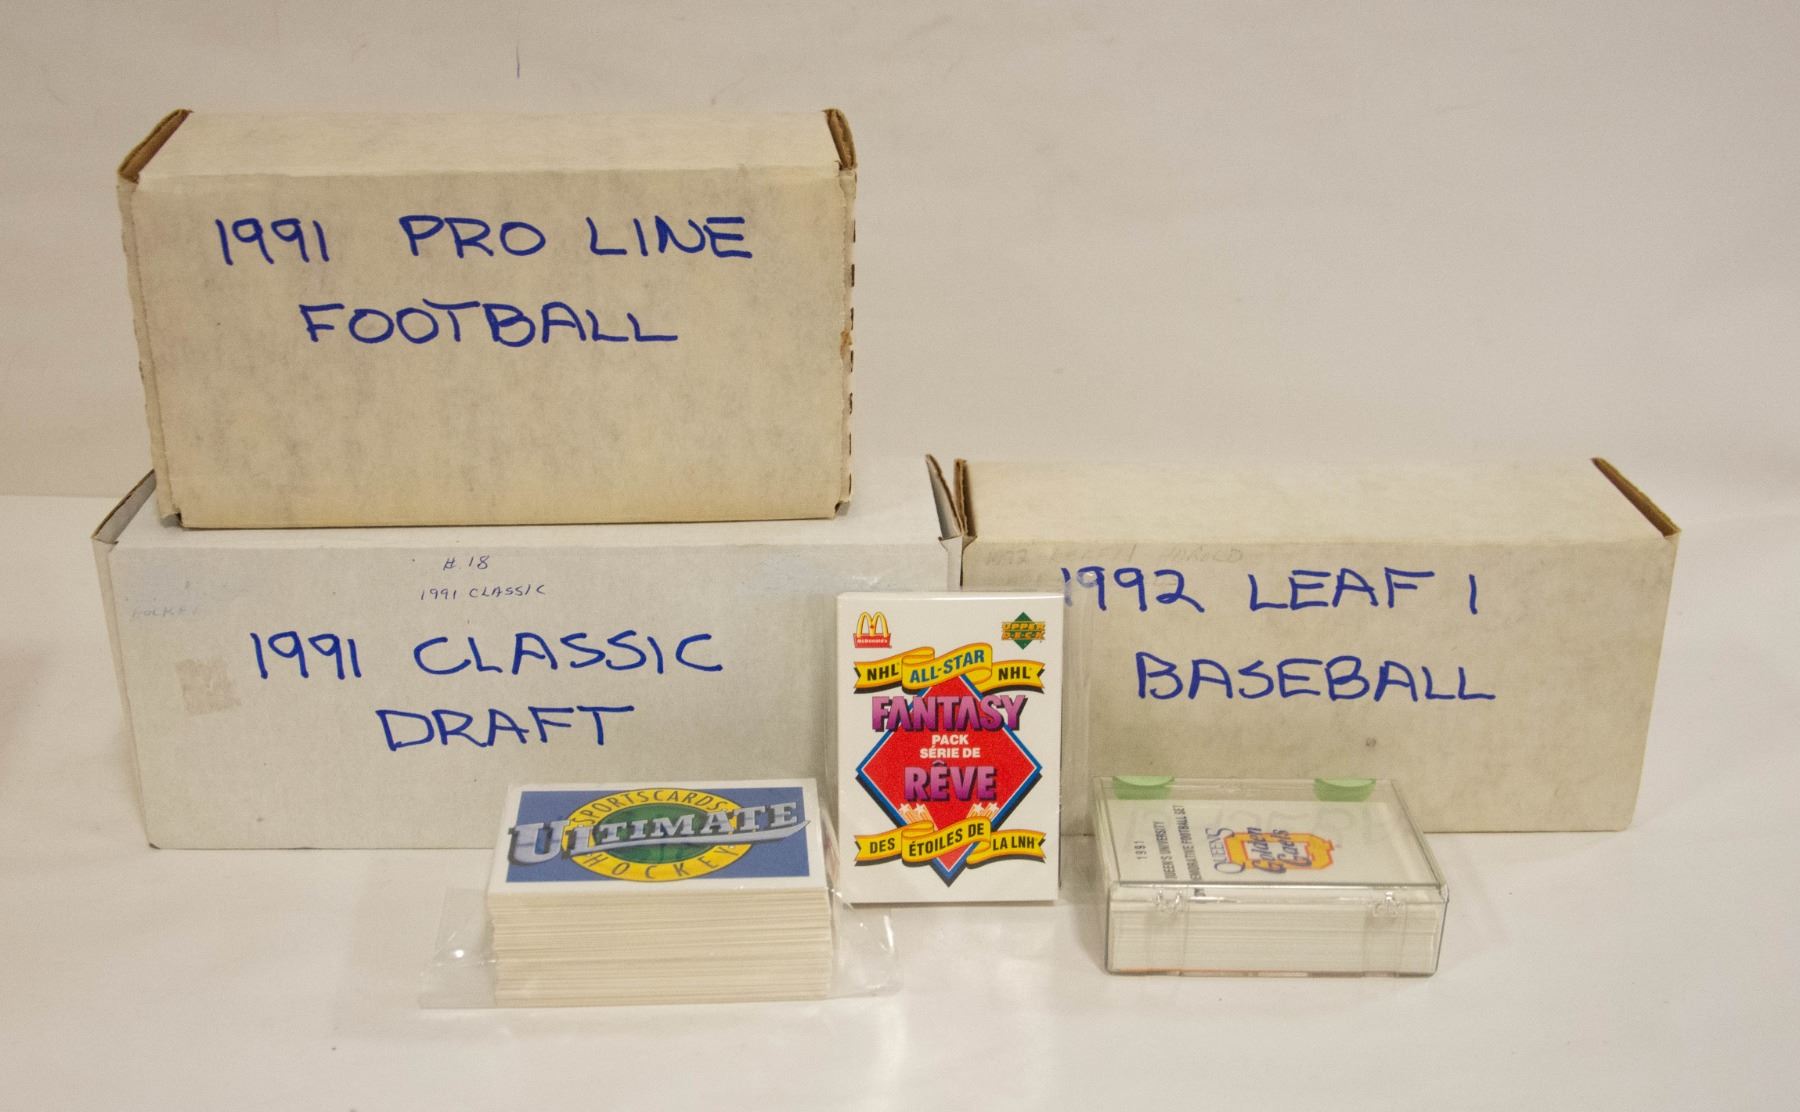 1991 PRO LINE
FOOTBALL
#.18
1991 CLASSIC
1991 CLASSIC
DRAFT
1992 LEAF 1
BASEBALL
McDonald's
UPPER
DECK
NHL ALL-STAR NHL
FANTASY
PACK
SÉRIE DE
RÊVE
DES ÉTOILES DE LA LNH
SPORTSCARDS
ULTIMATE
HOCKEY
1991
QUEEN'S UNIVERSITY
FOOTBALL SET
QUEEN'S
Golden
Gaels